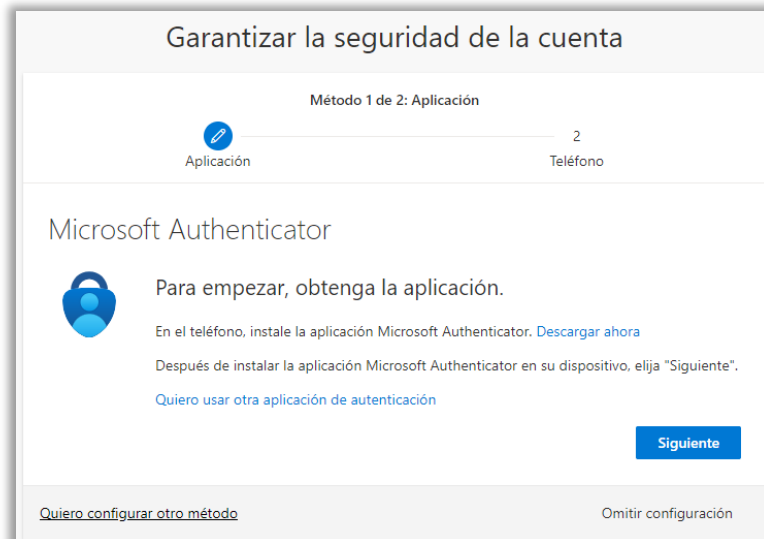 Garantizar la seguridad de la cuenta
Método 1 de 2: Aplicación
2
Aplicación
Teléfono
Microsoft Authenticator
Para empezar, obtenga la aplicación.
En el teléfono, instale la aplicación Microsoft Authenticator. Descargar ahora
Después de instalar la aplicación Microsoft Authenticator en su dispositivo, elija "Siguiente".
Quiero usar otra aplicación de autenticación
Siguiente
Quiero configurar otro método
Omitir configuración